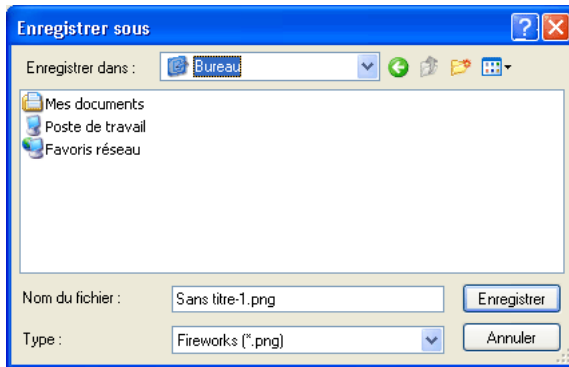 Enregistrer sous
Enregistrer dans :
Bureau
Mes documents
Poste de travail
Favoris réseau
Nom du fichier :
Sans titre-1.png
Enregistrer
Type :
Fireworks (*.png)
Annuler